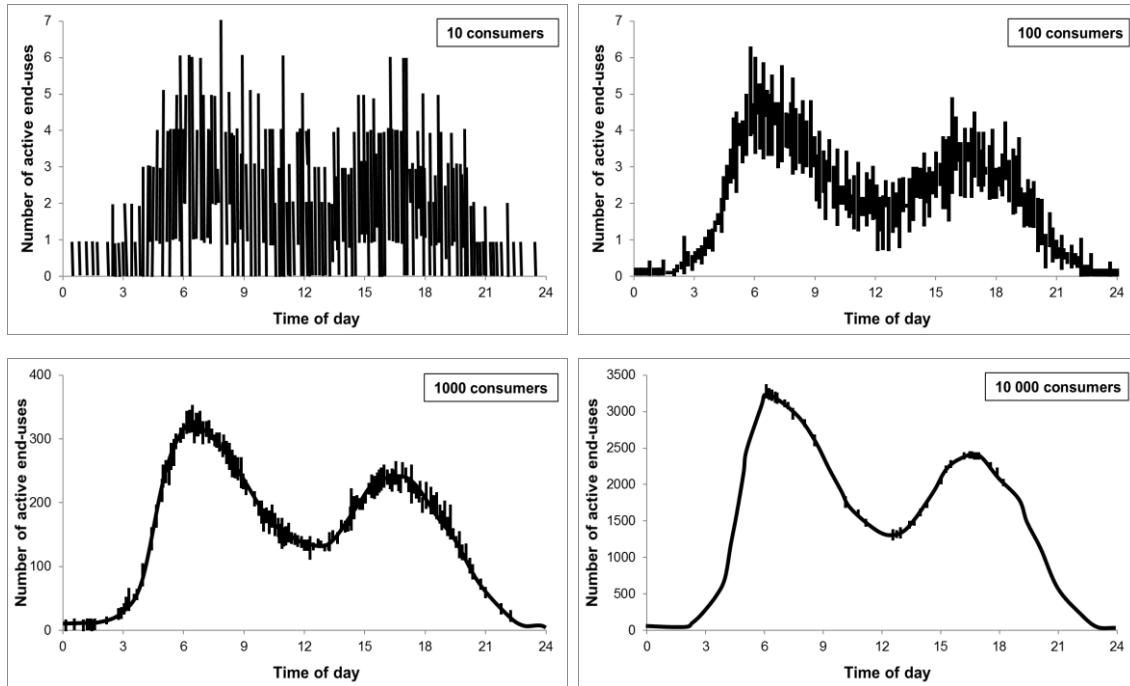 10 consumers
Number of active end-uses
7
6
5
4
3
2
1
0
0 3 6 9 12 15 18 21 24
Time of day
100 consumers
Number of active end-uses
7
6
5
4
3
2
1
0
0 3 6 9 12 15 18 21 24
Time of day
1000 consumers
Number of active end-uses
400
300
200
100
0
0 3 6 9 12 15 18 21 24
Time of day
10 000 consumers
Number of active end-uses
3500
3000
2500
2000
1500
1000
500
0
0 3 6 9 12 15 18 21 24
Time of day